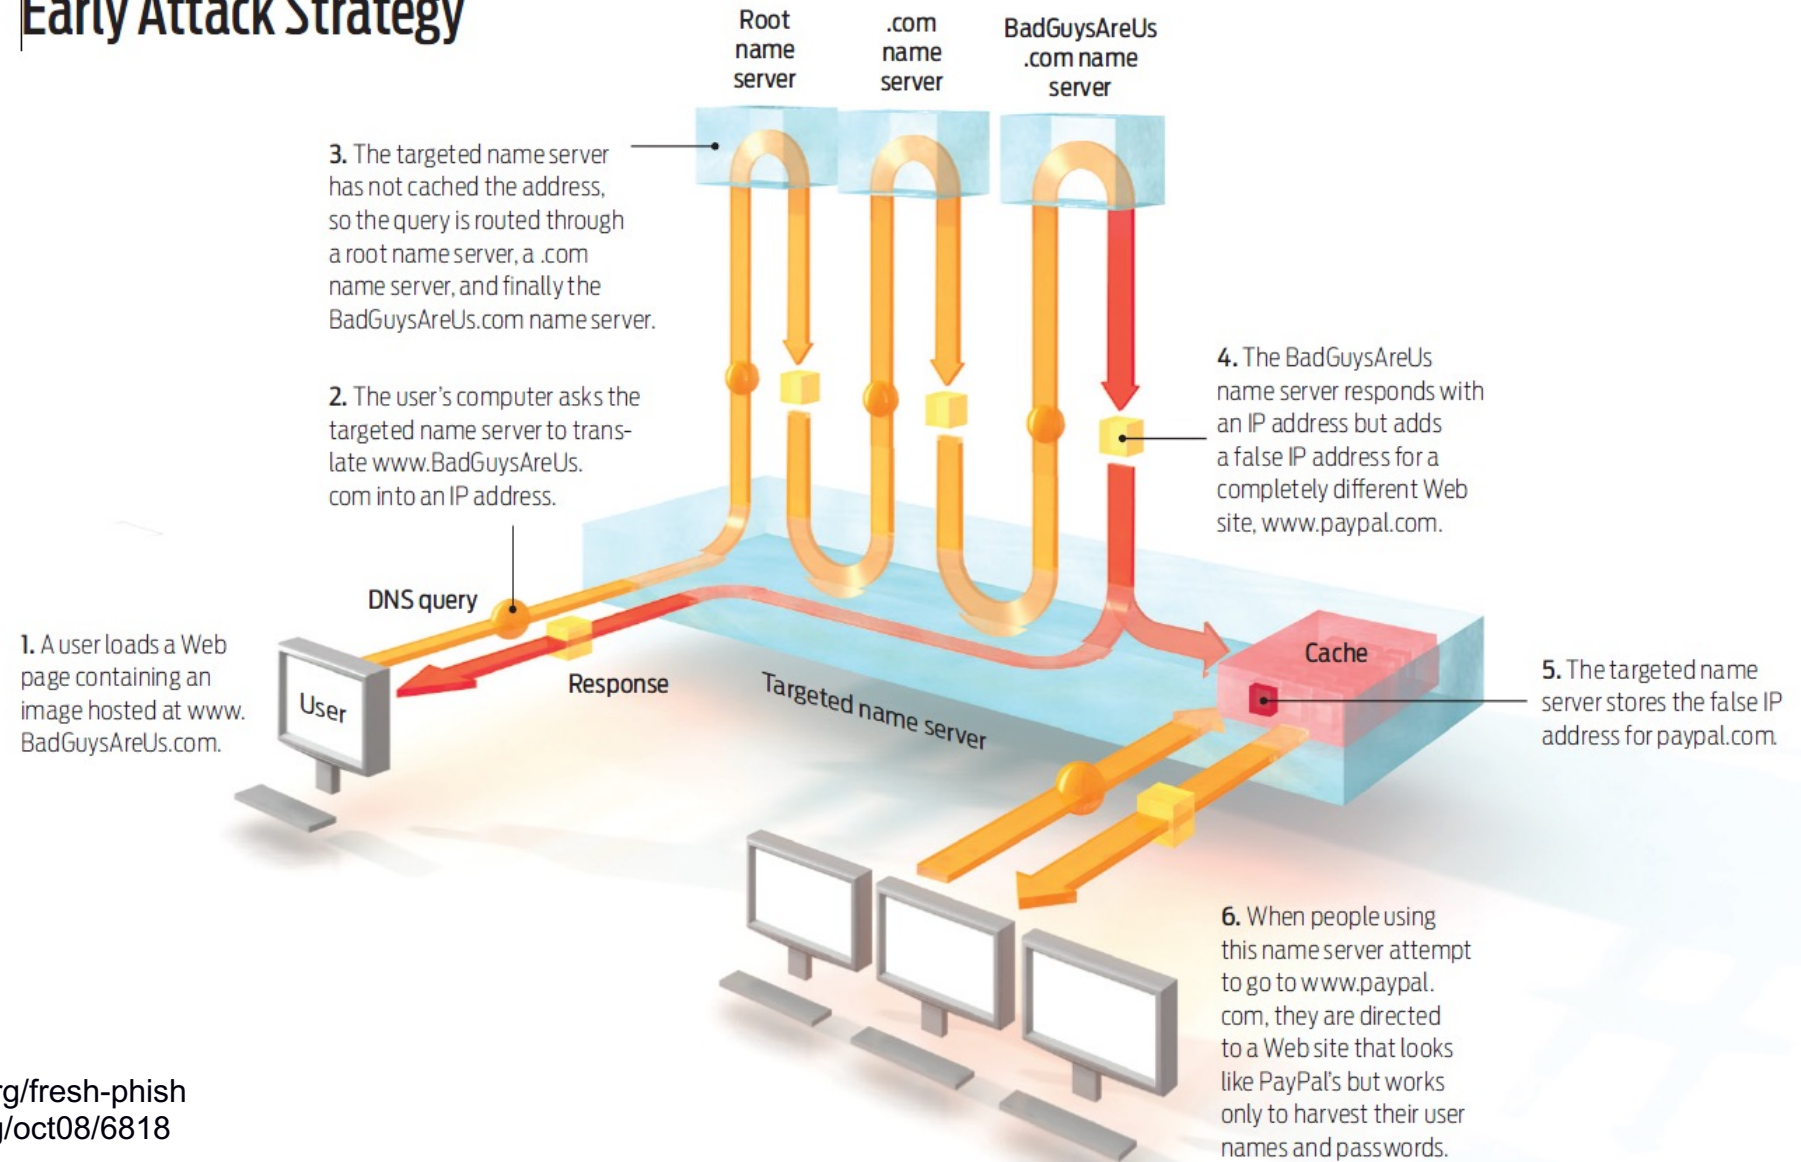 Early Attack Strategy
Root
name
server
.com
name
server
BadGuysAreUs
.com name
server
3. The targeted name server
has not cached the address,
so the query is routed through
a root name server, a .com
name server, and finally the
BadGuysAreUs.com name server.
2. The user's computer asks the
targeted name server to trans-
late www.BadGuysAreUs.
com into an IP address.
4. The BadGuysAreUs
name server responds with
an IP address but adds
a false IP address for a
completely different Web
site, www.paypal.com.
DNS query
1. A user loads a Web
page containing an
image hosted at www.
BadGuysAreUs.com.
User
Response
Targeted name server
Cache
5. The targeted name
server stores the false IP
address for paypal.com.
6. When people using
this name server attempt
to go to www.paypal.
com, they are directed
to a Web site that looks
like PayPal's but works
only to harvest their user
names and passwords.
rg/fresh-phish
g/oct08/6818